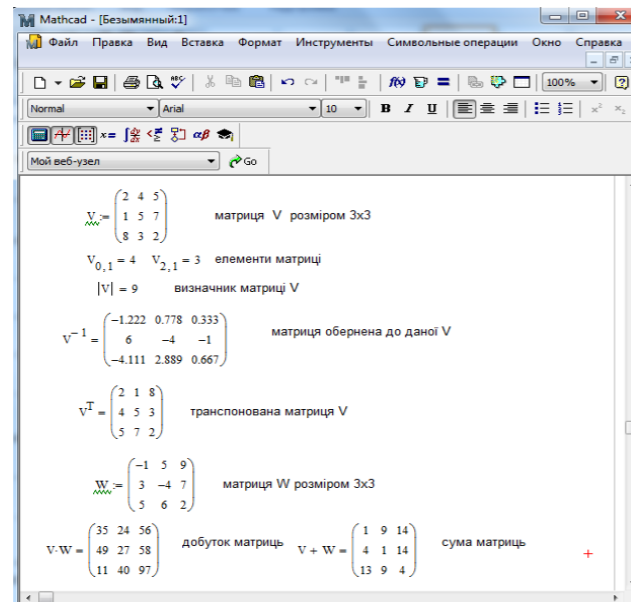 Mathcad - [Безымянный:1]
Файл Правка Вид Вставка Формат Инструменты Символьные операции Окно Справка
100%
Normal Arial 10 B I U
Мой веб-узел Go
V := (2 4 5
1 5 7
8 3 2) матриця V розміром 3х3
V0,1 = 4 V2,1 = 3 елементи матриці
|V| = 9 визначник матриці V
V^-1 = (-1.222 0.778 0.333
6 -4 -1
-4.111 2.889 0.667) матриця обернена до даної V
V^T = (2 1 8
4 5 3
5 7 2) транспонована матриця V
W := (-1 5 9
3 -4 7
5 6 2) матриця W розміром 3х3
V·W = (35 24 56
49 27 58
11 40 97) добуток матриць
V + W = (1 9 14
4 1 14
13 9 4) сума матриць